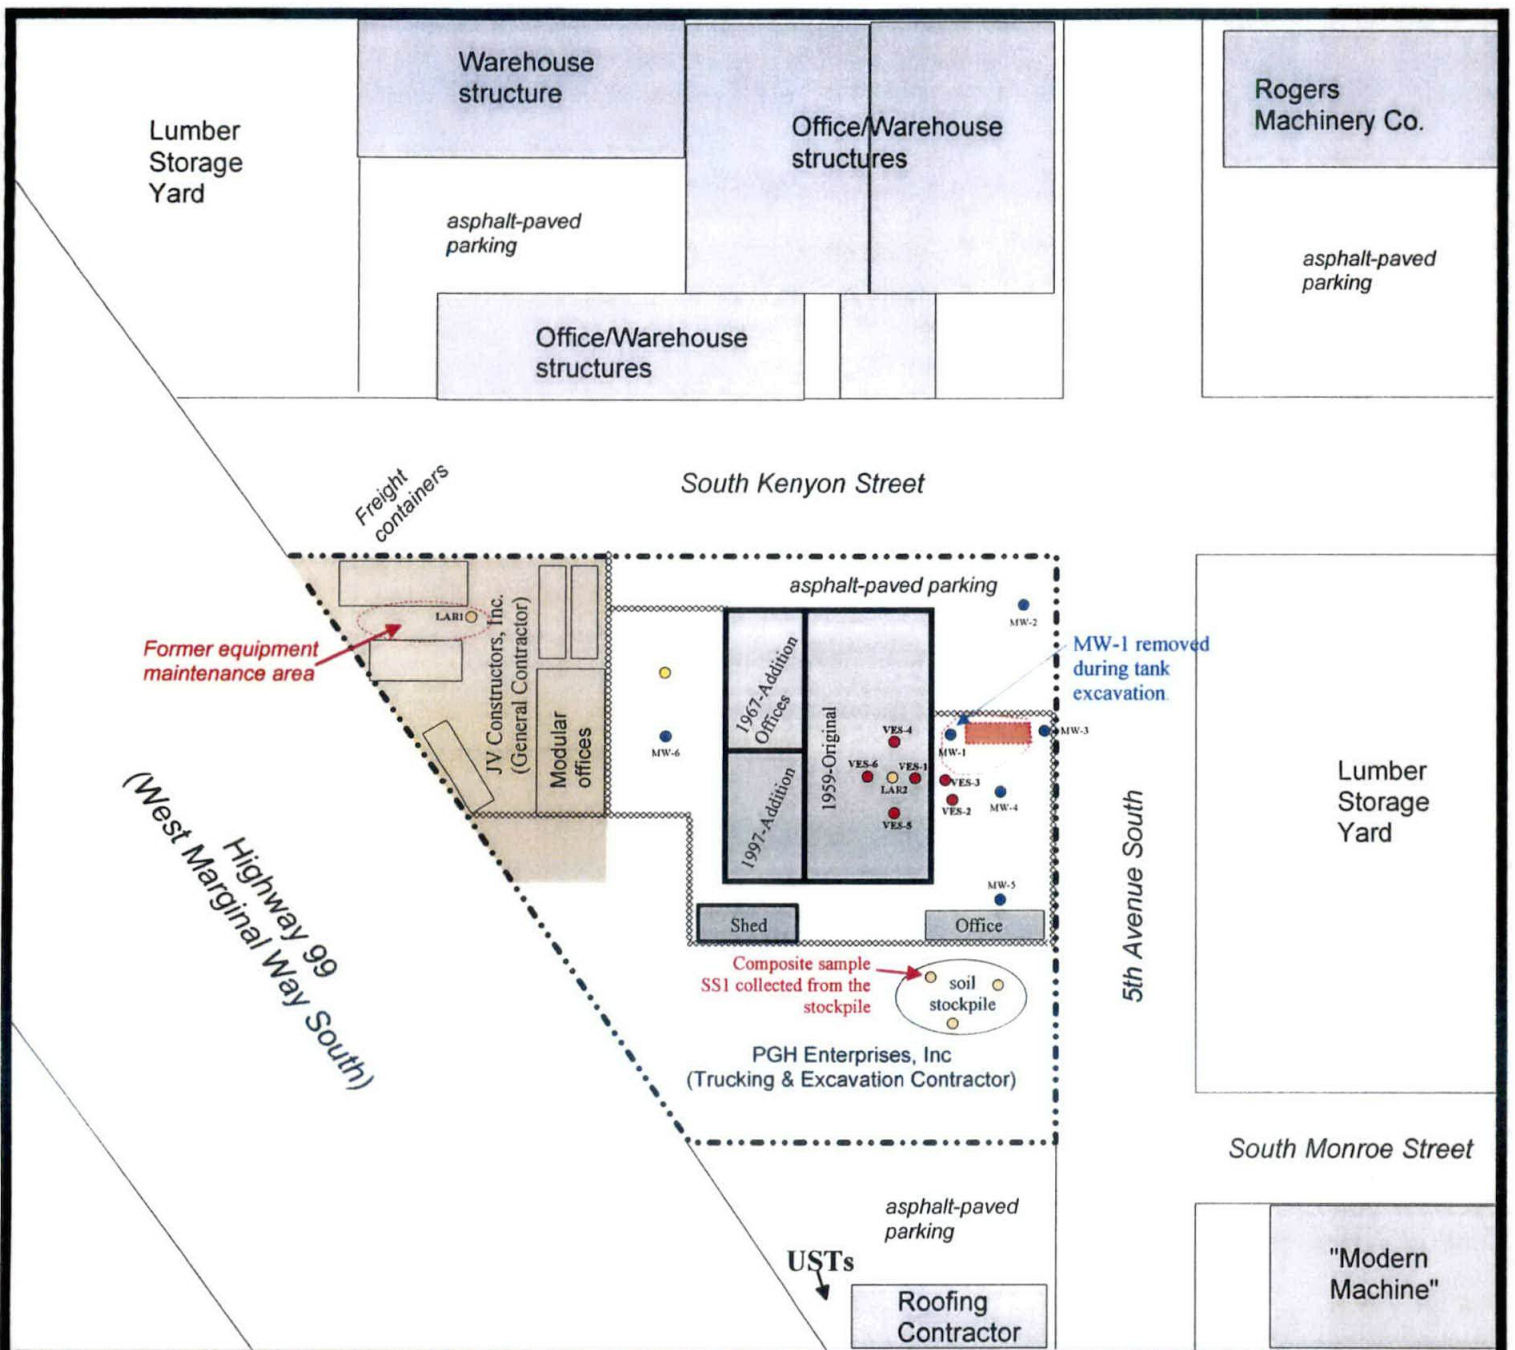 Warehouse
structure
Office/Warehouse
structures
Rogers
Machinery Co.
Lumber
Storage
Yard
asphalt-paved
parking
asphalt-paved
parking
Office/Warehouse
structures
South Kenyon Street
Freight
containers
asphalt-paved parking
LAR1
Former equipment
maintenance area
JV Constructors, Inc.
(General Contractor)
Modular
offices
MW-6
1967-Addition
Offices
1997-Addition
1959-Original
VES-4
VES-6
VES-1
LAR2
VES-5
VES-3
VES-2
MW-1
MW-2
MW-3
MW-4
MW-5
MW-1 removed
during tank
excavation.
Lumber
Storage
Yard
5th Avenue South
Highway 99
(West Marginal Way South)
Shed
Office
Composite sample
SS1 collected from the
stockpile
soil
stockpile
PGH Enterprises, Inc
(Trucking & Excavation Contractor)
South Monroe Street
asphalt-paved
parking
USTs
Roofing
Contractor
"Modern
Machine"